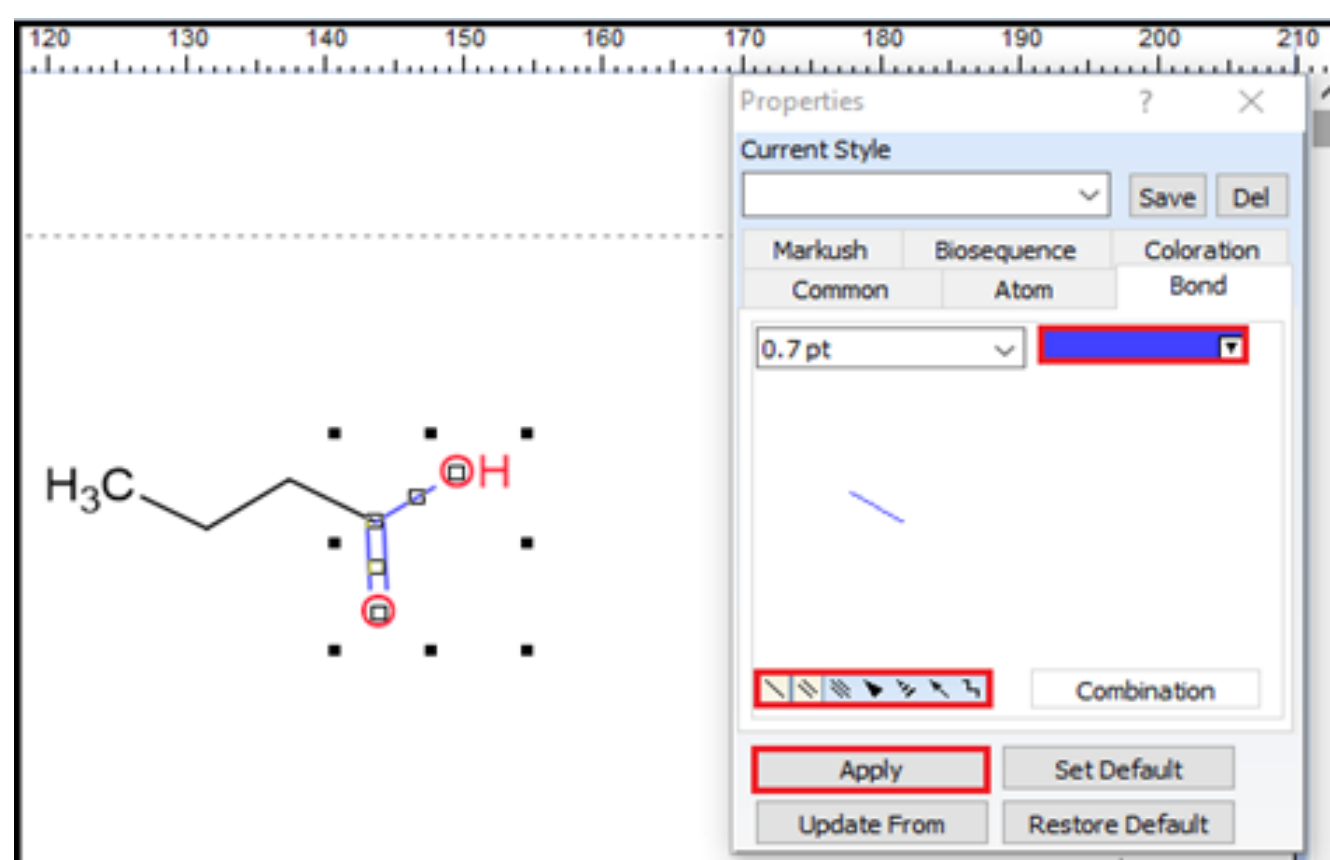 120 130 140 150 160 170 180 190 200 210
Properties ?
Current Style
Save Del
Markush Biosequence Coloration
Common Atom Bond
0.7 pt
H₃C OH
O
Combination
Apply Set Default
Update From Restore Default